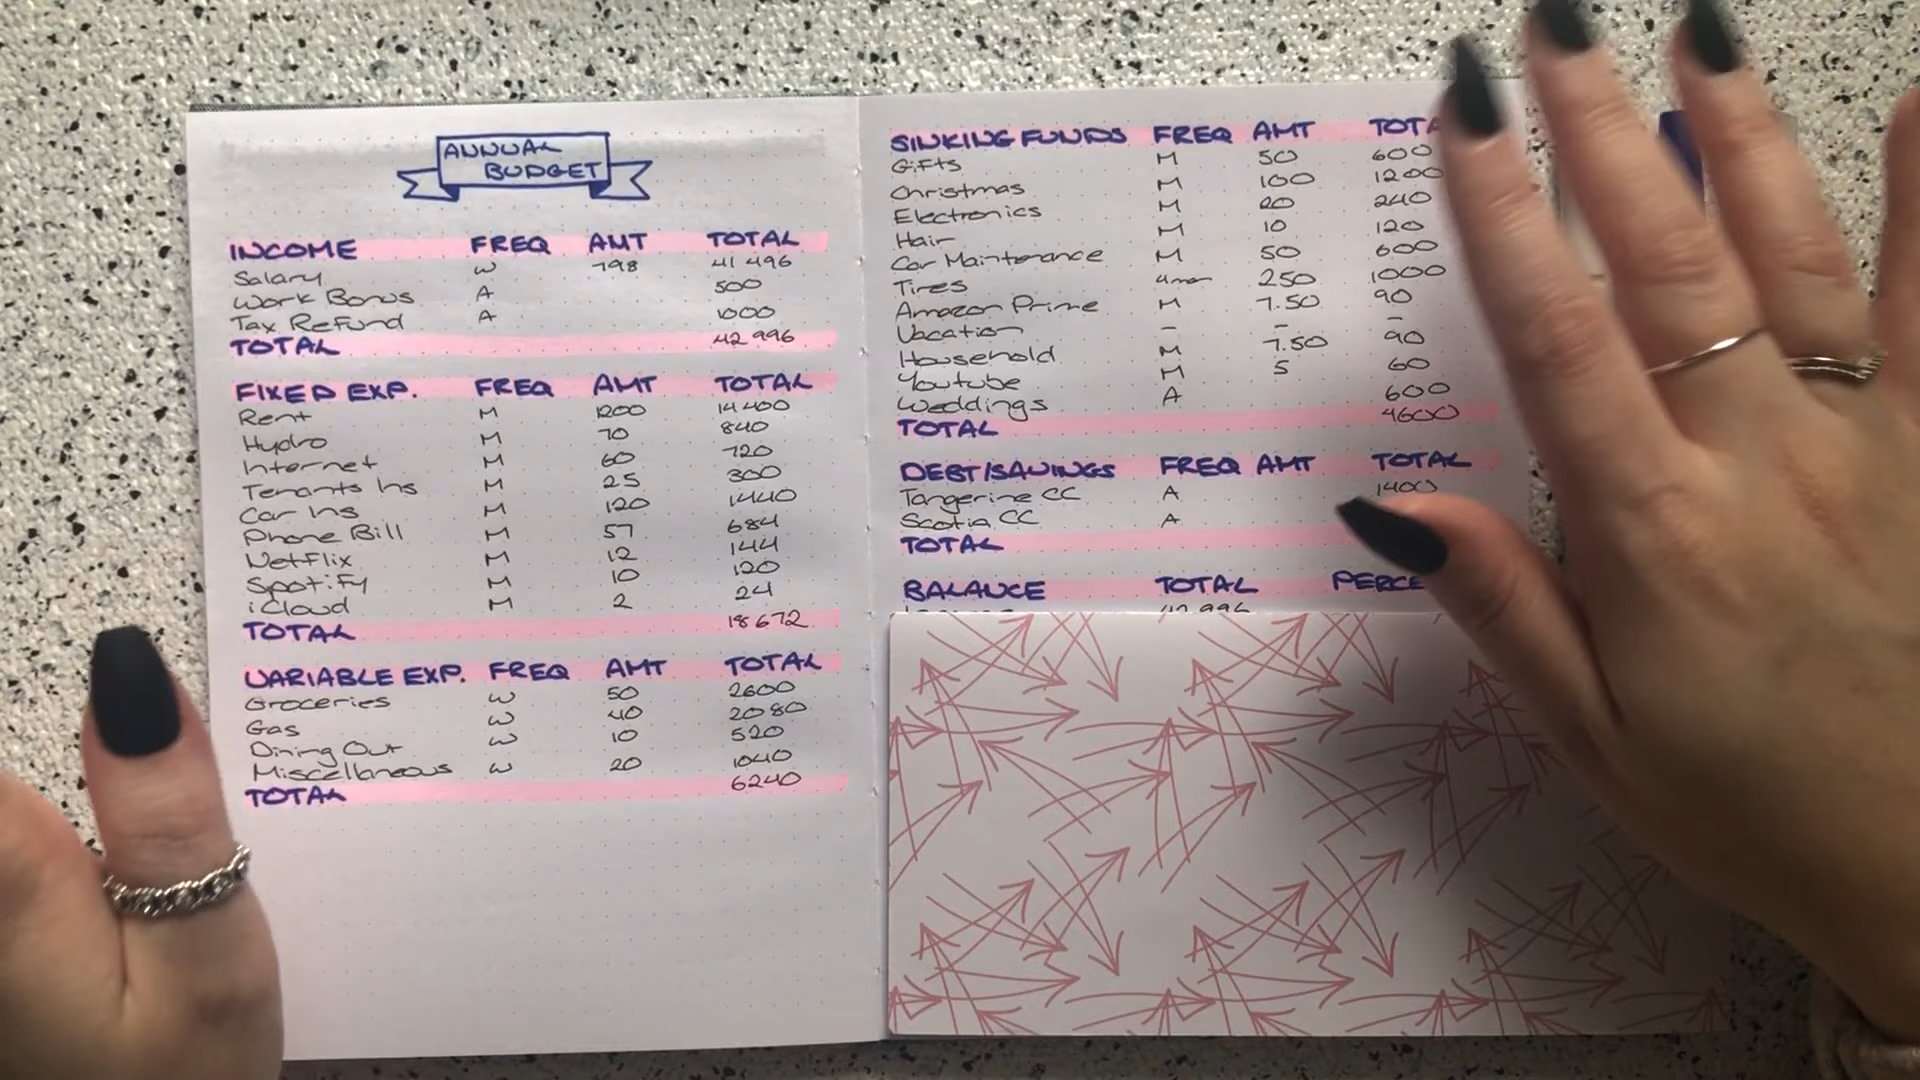 ANNUAL
BUDGET
INCOME FREQ AMT TOTAL
Salary W 798 41 496
Work Bonus A 500
Tax Refund A 1000
TOTAL 42 996
FIXED EXP. FREQ AMT TOTAL
Rent M 1200 14 400
Hydro M 70 840
Internet M 60 720
Tenants Ins M 25 300
Car Ins M 120 1440
Phone Bill M 57 684
Netflix M 12 144
Spotify M 10 120
iCloud M 2 24
TOTAL 18 672
VARIABLE EXP. FREQ AMT TOTAL
Groceries W 50 2600
Gas W 40 2080
Dining Out W 10 520
Miscellaneous W 20 1040
TOTAL 6240
SINKING FUNDS FREQ AMT TOTA
Gifts M 50 600
Christmas M 100 1200
Electronics M 20 240
Hair M 10 120
Car Maintenance M 50 600
Tires 250 1000
Amazon Prime M 7.50 90
Vacation - - -
Household M 7.50 90
Youtube M 5 60
Weddings A 600
TOTAL 4600
DEBT/SAVINGS FREQ AMT TOTAL
Tangerine CC A 1400
Scotia CC A
TOTAL
BALANCE TOTAL PERCE
42 996